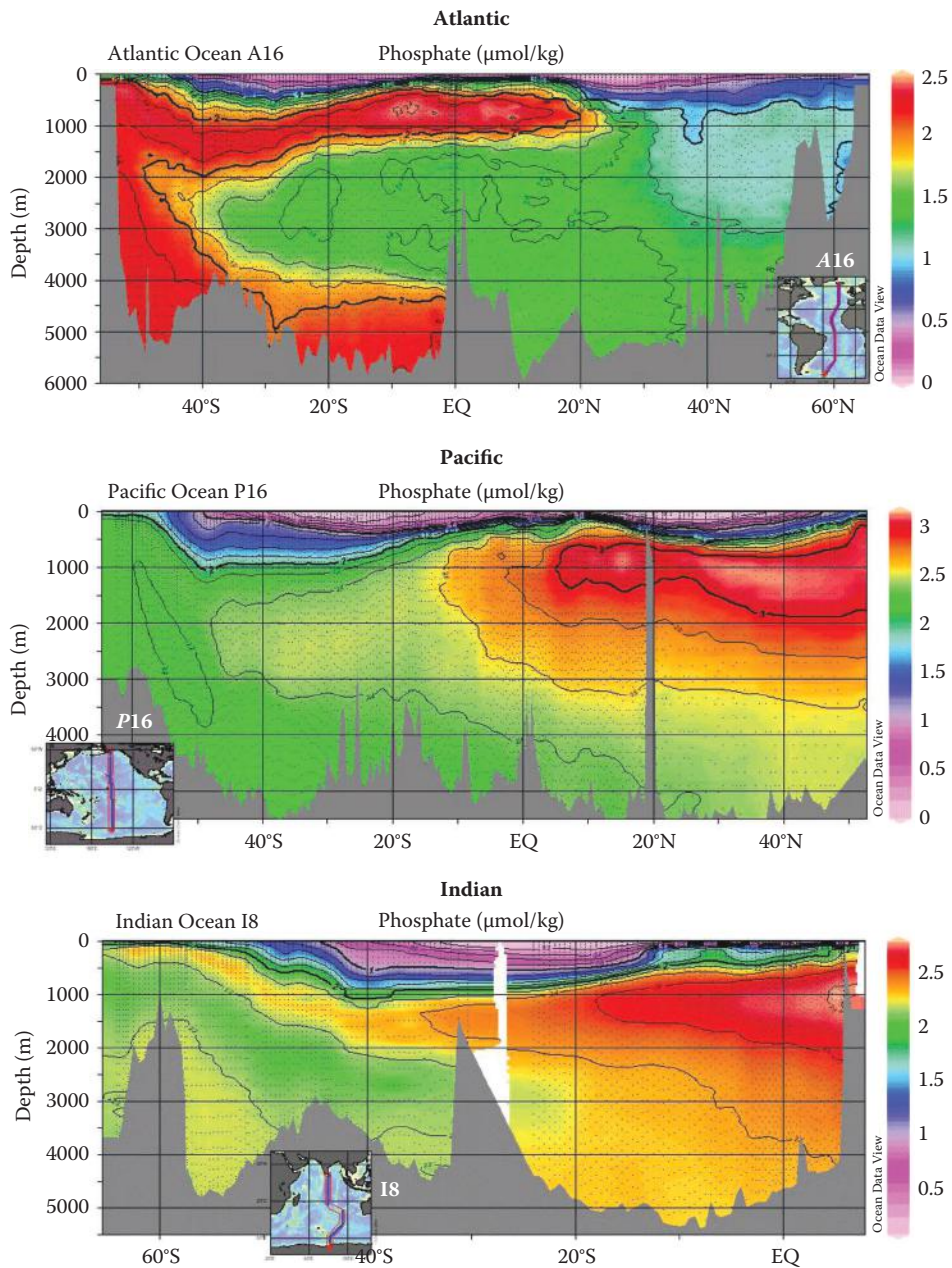 Atlantic
Atlantic Ocean A16 Phosphate (μmol/kg)
0
1000
2000
3000
4000
5000
6000
Depth (m)
40°S 20°S EQ 20°N 40°N 60°N
A16
Ocean Data View
2.5
2
1.5
1
0.5
0
Pacific
Pacific Ocean P16 Phosphate (μmol/kg)
0
1000
2000
3000
4000
Depth (m)
P16
40°S 20°S EQ 20°N 40°N
Ocean Data View
3
2.5
2
1.5
1
0.5
0
Indian
Indian Ocean I8 Phosphate (μmol/kg)
0
1000
2000
3000
4000
5000
Depth (m)
I8
60°S 40°S 20°S EQ
Ocean Data View
2.5
2
1.5
1
0.5